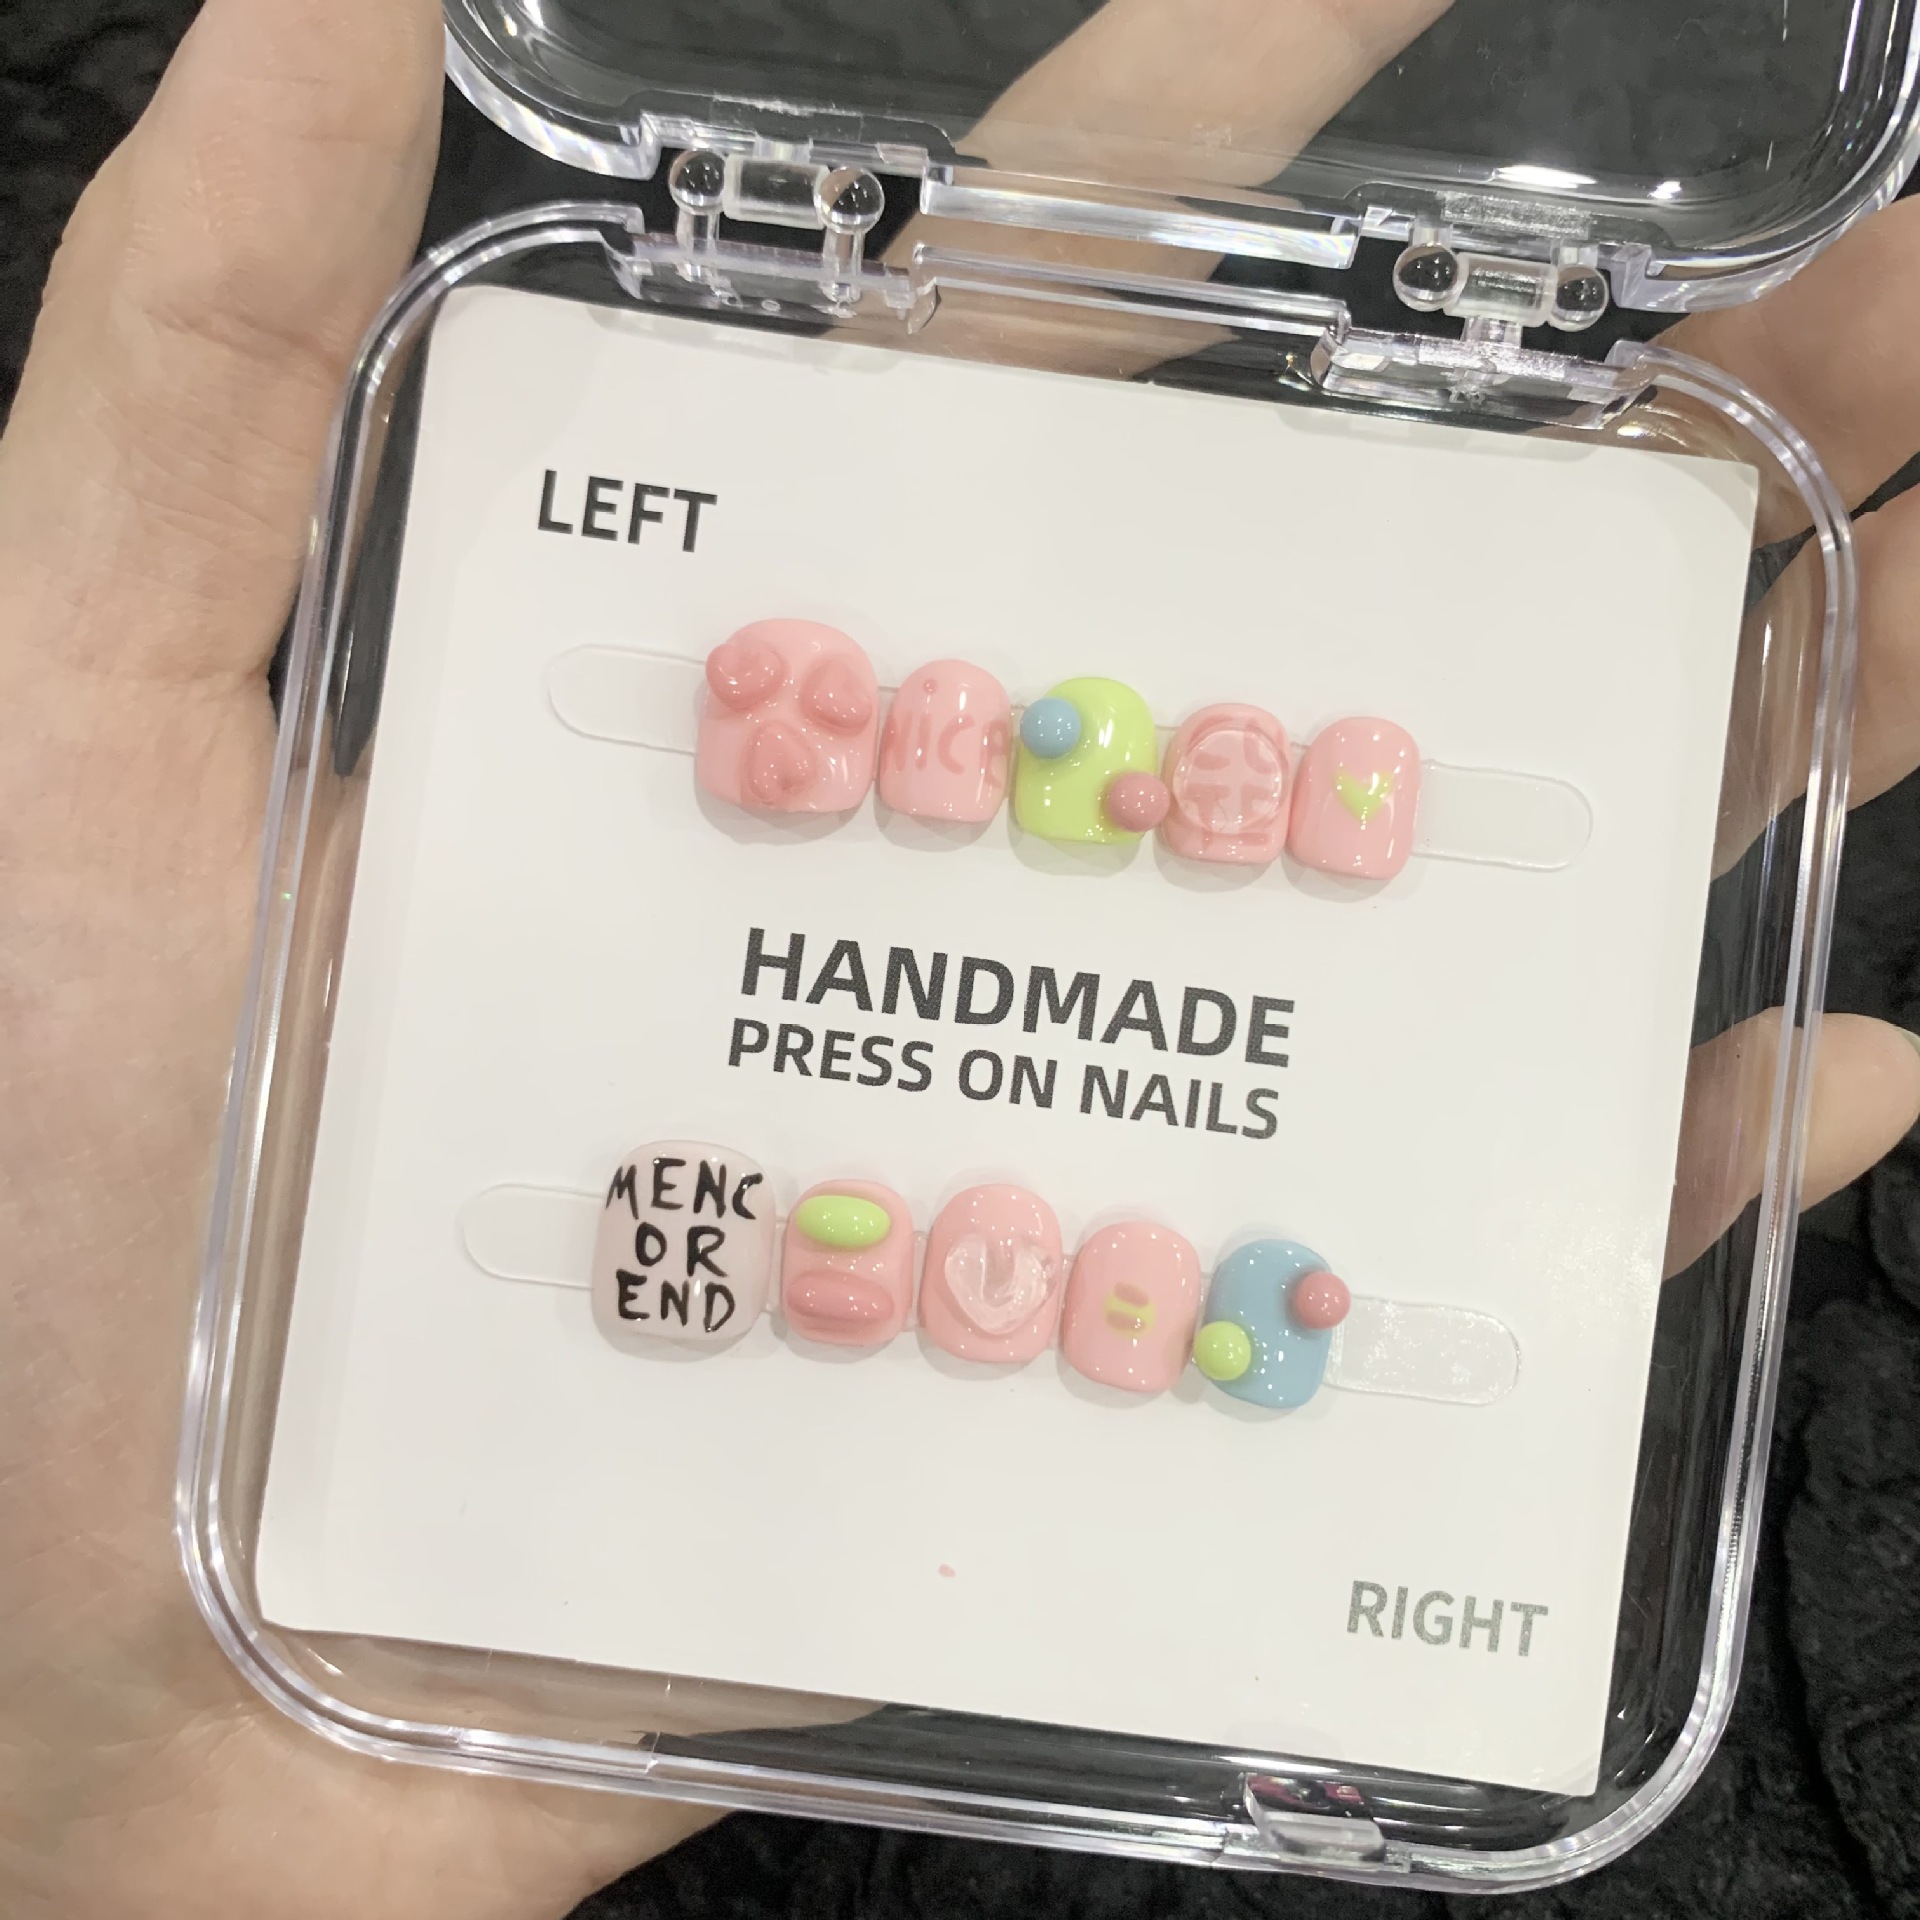 LEFT
NICE
HANDMADE
PRESS ON NAILS
MENC
OR
END
RIGHT